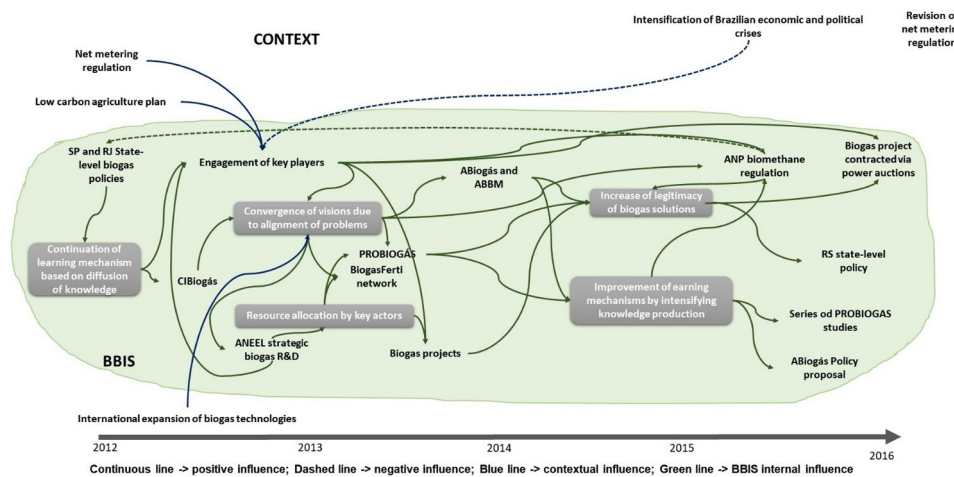 CONTEXT
Intensification of Brazilian economic and political
crises
Revision o
net meterin
regulation
Net metering
regulation
Low carbon agriculture plan
SP and RJ State-
level biogas
policies
Engagement of key players
ABiogás and
ABBM
ANP biomethane
regulation
Biogas project
contracted via
power auctions
Convergence of visions due
to alignment of problems
Increase of legitimacy
of biogas solutions
Continuation of
learning mechanism
based on diffusion
of knowledge
CIBiogás
PROBIOGÁS
BiogasFerti
network
RS state-level
policy
Resource allocation by key actors
Improvement of earning
mechanisms by intensifying
knowledge production
Series od PROBIOGAS
studies
ANEEL strategic
biogas R&D
Biogas projects
ABiogás Policy
proposal
BBIS
International expansion of biogas technologies
2012
2013
2014
2015
2016
Continuous line -> positive influence; Dashed line -> negative influence; Blue line -> contextual influence; Green line -> BBIS internal influence